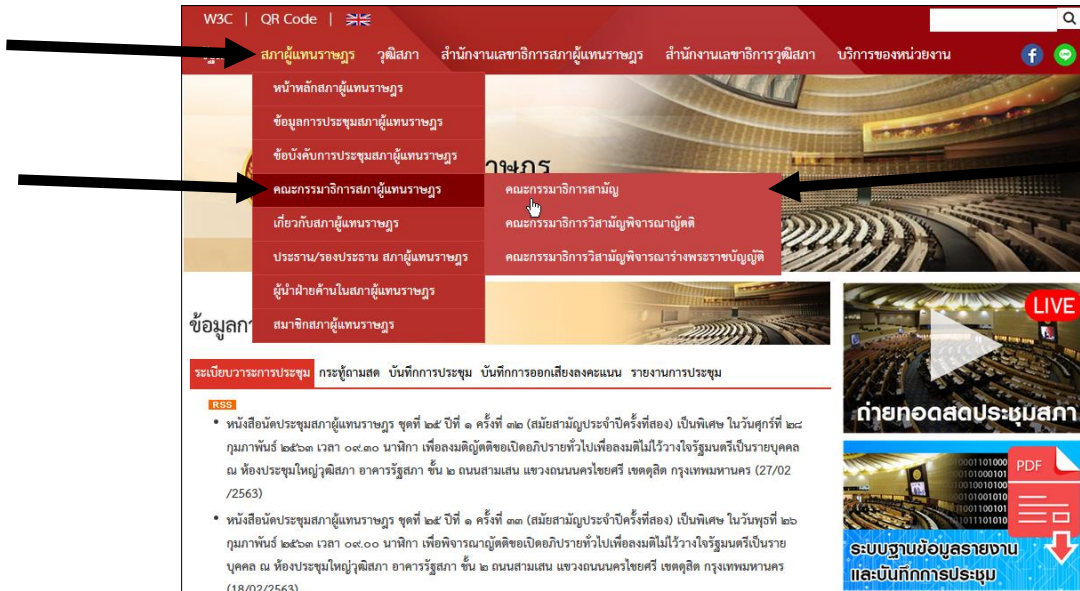 W3C | QR Code |
สภาผู้แทนราษฎร วุฒิสภา สำนักงานเลขาธิการสภาผู้แทนราษฎร สำนักงานเลขาธิการวุฒิสภา บริการของหน่วยงาน
หน้าหลักสภาผู้แทนราษฎร
ข้อมูลการประชุมสภาผู้แทนราษฎร
ข้อบังคับการประชุมสภาผู้แทนราษฎร
คณะกรรมาธิการสภาผู้แทนราษฎร
คณะกรรมาธิการสามัญ
เกี่ยวกับสภาผู้แทนราษฎร
คณะกรรมาธิการวิสามัญพิจารณาญัตติ
ประธาน/รองประธาน สภาผู้แทนราษฎร
คณะกรรมาธิการวิสามัญพิจารณาร่างพระราชบัญญัติ
ผู้นำฝ่ายค้านในสภาผู้แทนราษฎร
สมาชิกสภาผู้แทนราษฎร
LIVE
ถ่ายทอดสดประชุมสภา
ระเบียบวาระการประชุม กระทู้ถามสด บันทึกการประชุม บันทึกการออกเสียงลงคะแนน รายงานการประชุม
RSS
• หนังสือนัดประชุมสภาผู้แทนราษฎร ชุดที่ ๒๕ ปีที่ ๑ ครั้งที่ ๓๒ (สมัยสามัญประจำปีครั้งที่สอง) เป็นพิเศษ ในวันศุกร์ที่ ๒๘
กุมภาพันธ์ ๒๕๖๓ เวลา ๐๙.๓๐ นาฬิกา เพื่อลงมติญัตติขอเปิดอภิปรายทั่วไปเพื่อลงมติไม่ไว้วางใจรัฐมนตรีเป็นรายบุคคล
ณ ห้องประชุมใหญ่วุฒิสภา อาคารรัฐสภา ชั้น ๒ ถนนสามเสน แขวงถนนนครไชยศรี เขตดุสิต กรุงเทพมหานคร (27/02
/2563)
• หนังสือนัดประชุมสภาผู้แทนราษฎร ชุดที่ ๒๕ ปีที่ ๑ ครั้งที่ ๓๓ (สมัยสามัญประจำปีครั้งที่สอง) เป็นพิเศษ ในวันพุธที่ ๒๖
กุมภาพันธ์ ๒๕๖๓ เวลา ๐๙.๐๐ นาฬิกา เพื่อพิจารณาญัตติขอเปิดอภิปรายทั่วไปเพื่อลงมติไม่ไว้วางใจรัฐมนตรีเป็นราย
บุคคล ณ ห้องประชุมใหญ่วุฒิสภา อาคารรัฐสภา ชั้น ๒ ถนนสามเสน แขวงถนนนครไชยศรี เขตดุสิต กรุงเทพมหานคร
(18/02/2563)
PDF
ระบบฐานข้อมูลรายงาน
และบันทึกการประชุม